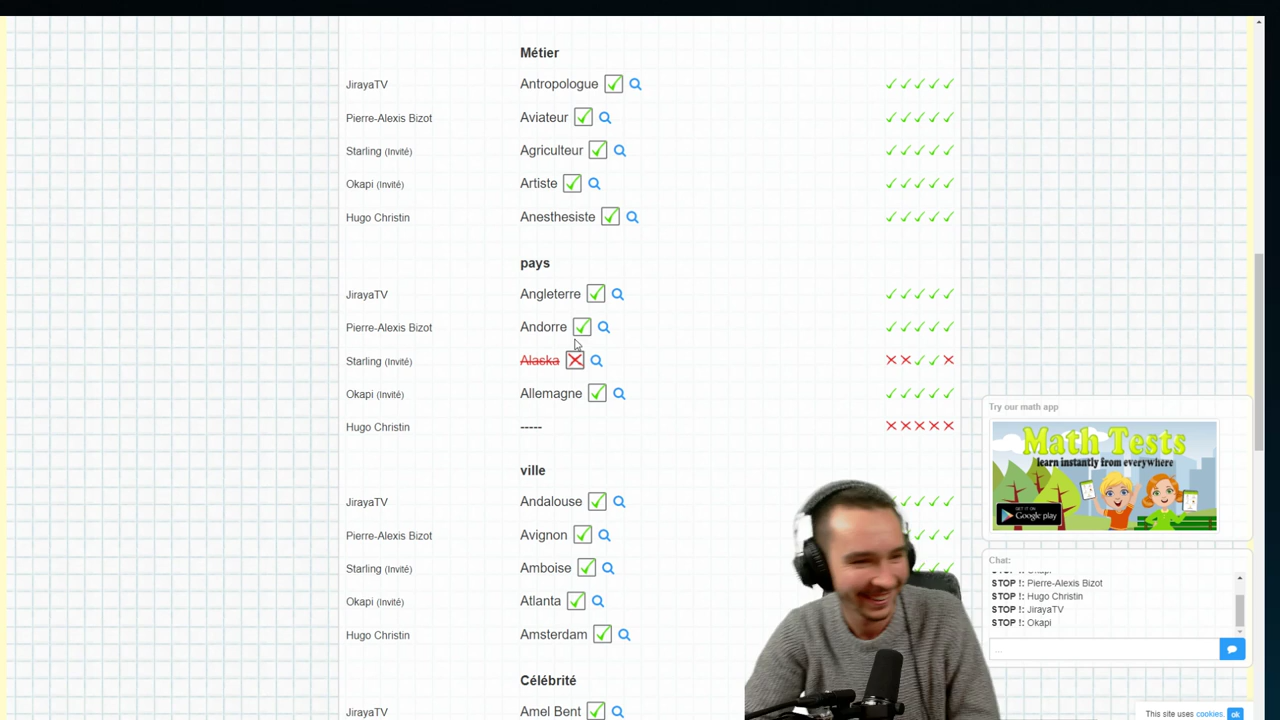 Métier
JirayaTV Antropologue
Pierre-Alexis Bizot Aviateur
Starling (Invité) Agriculteur
Okapi (Invité) Artiste
Hugo Christin Anesthesiste
pays
JirayaTV Angleterre
Pierre-Alexis Bizot Andorre
Starling (Invité) Alaska
Okapi (Invité) Allemagne
Hugo Christin -----
ville
JirayaTV Andalouse
Pierre-Alexis Bizot Avignon
Starling (Invité) Amboise
Okapi (Invité) Atlanta
Hugo Christin Amsterdam
Célébrité
JirayaTV Amel Bent
Try our math app
Math Tests
learn instantly from everywhere
GET IT ON
Google play
Chat:
STOP !: Okapi
STOP !: Pierre-Alexis Bizot
STOP !: Hugo Christin
STOP !: JirayaTV
STOP !: Okapi
...
This site uses cookies. ok